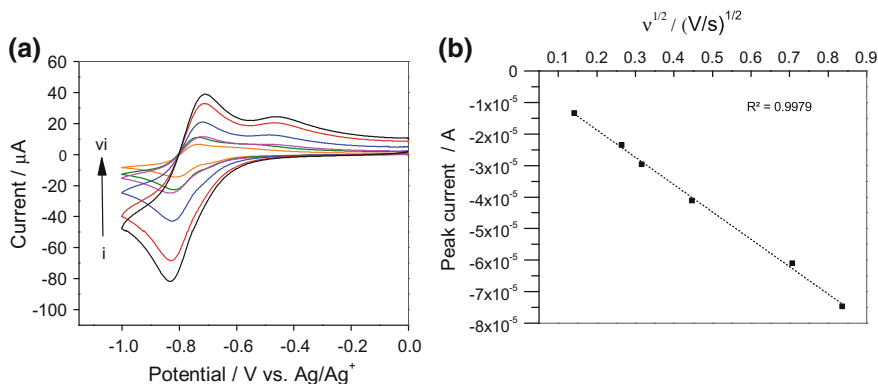 (a)
60
40
20
0
-20
-40
-60
-80
-100
Current / µA
vi
i
-1.0 -0.8 -0.6 -0.4 -0.2 0.0
Potential / V vs. Ag/Ag⁺
(b)
ν^1/2 / (V/s)^1/2
0.1 0.2 0.3 0.4 0.5 0.6 0.7 0.8 0.9
0
-1x10⁻⁵
-2x10⁻⁵
-3x10⁻⁵
-4x10⁻⁵
-5x10⁻⁵
-6x10⁻⁵
-7x10⁻⁵
-8x10⁻⁵
Peak current / A
R² = 0.9979